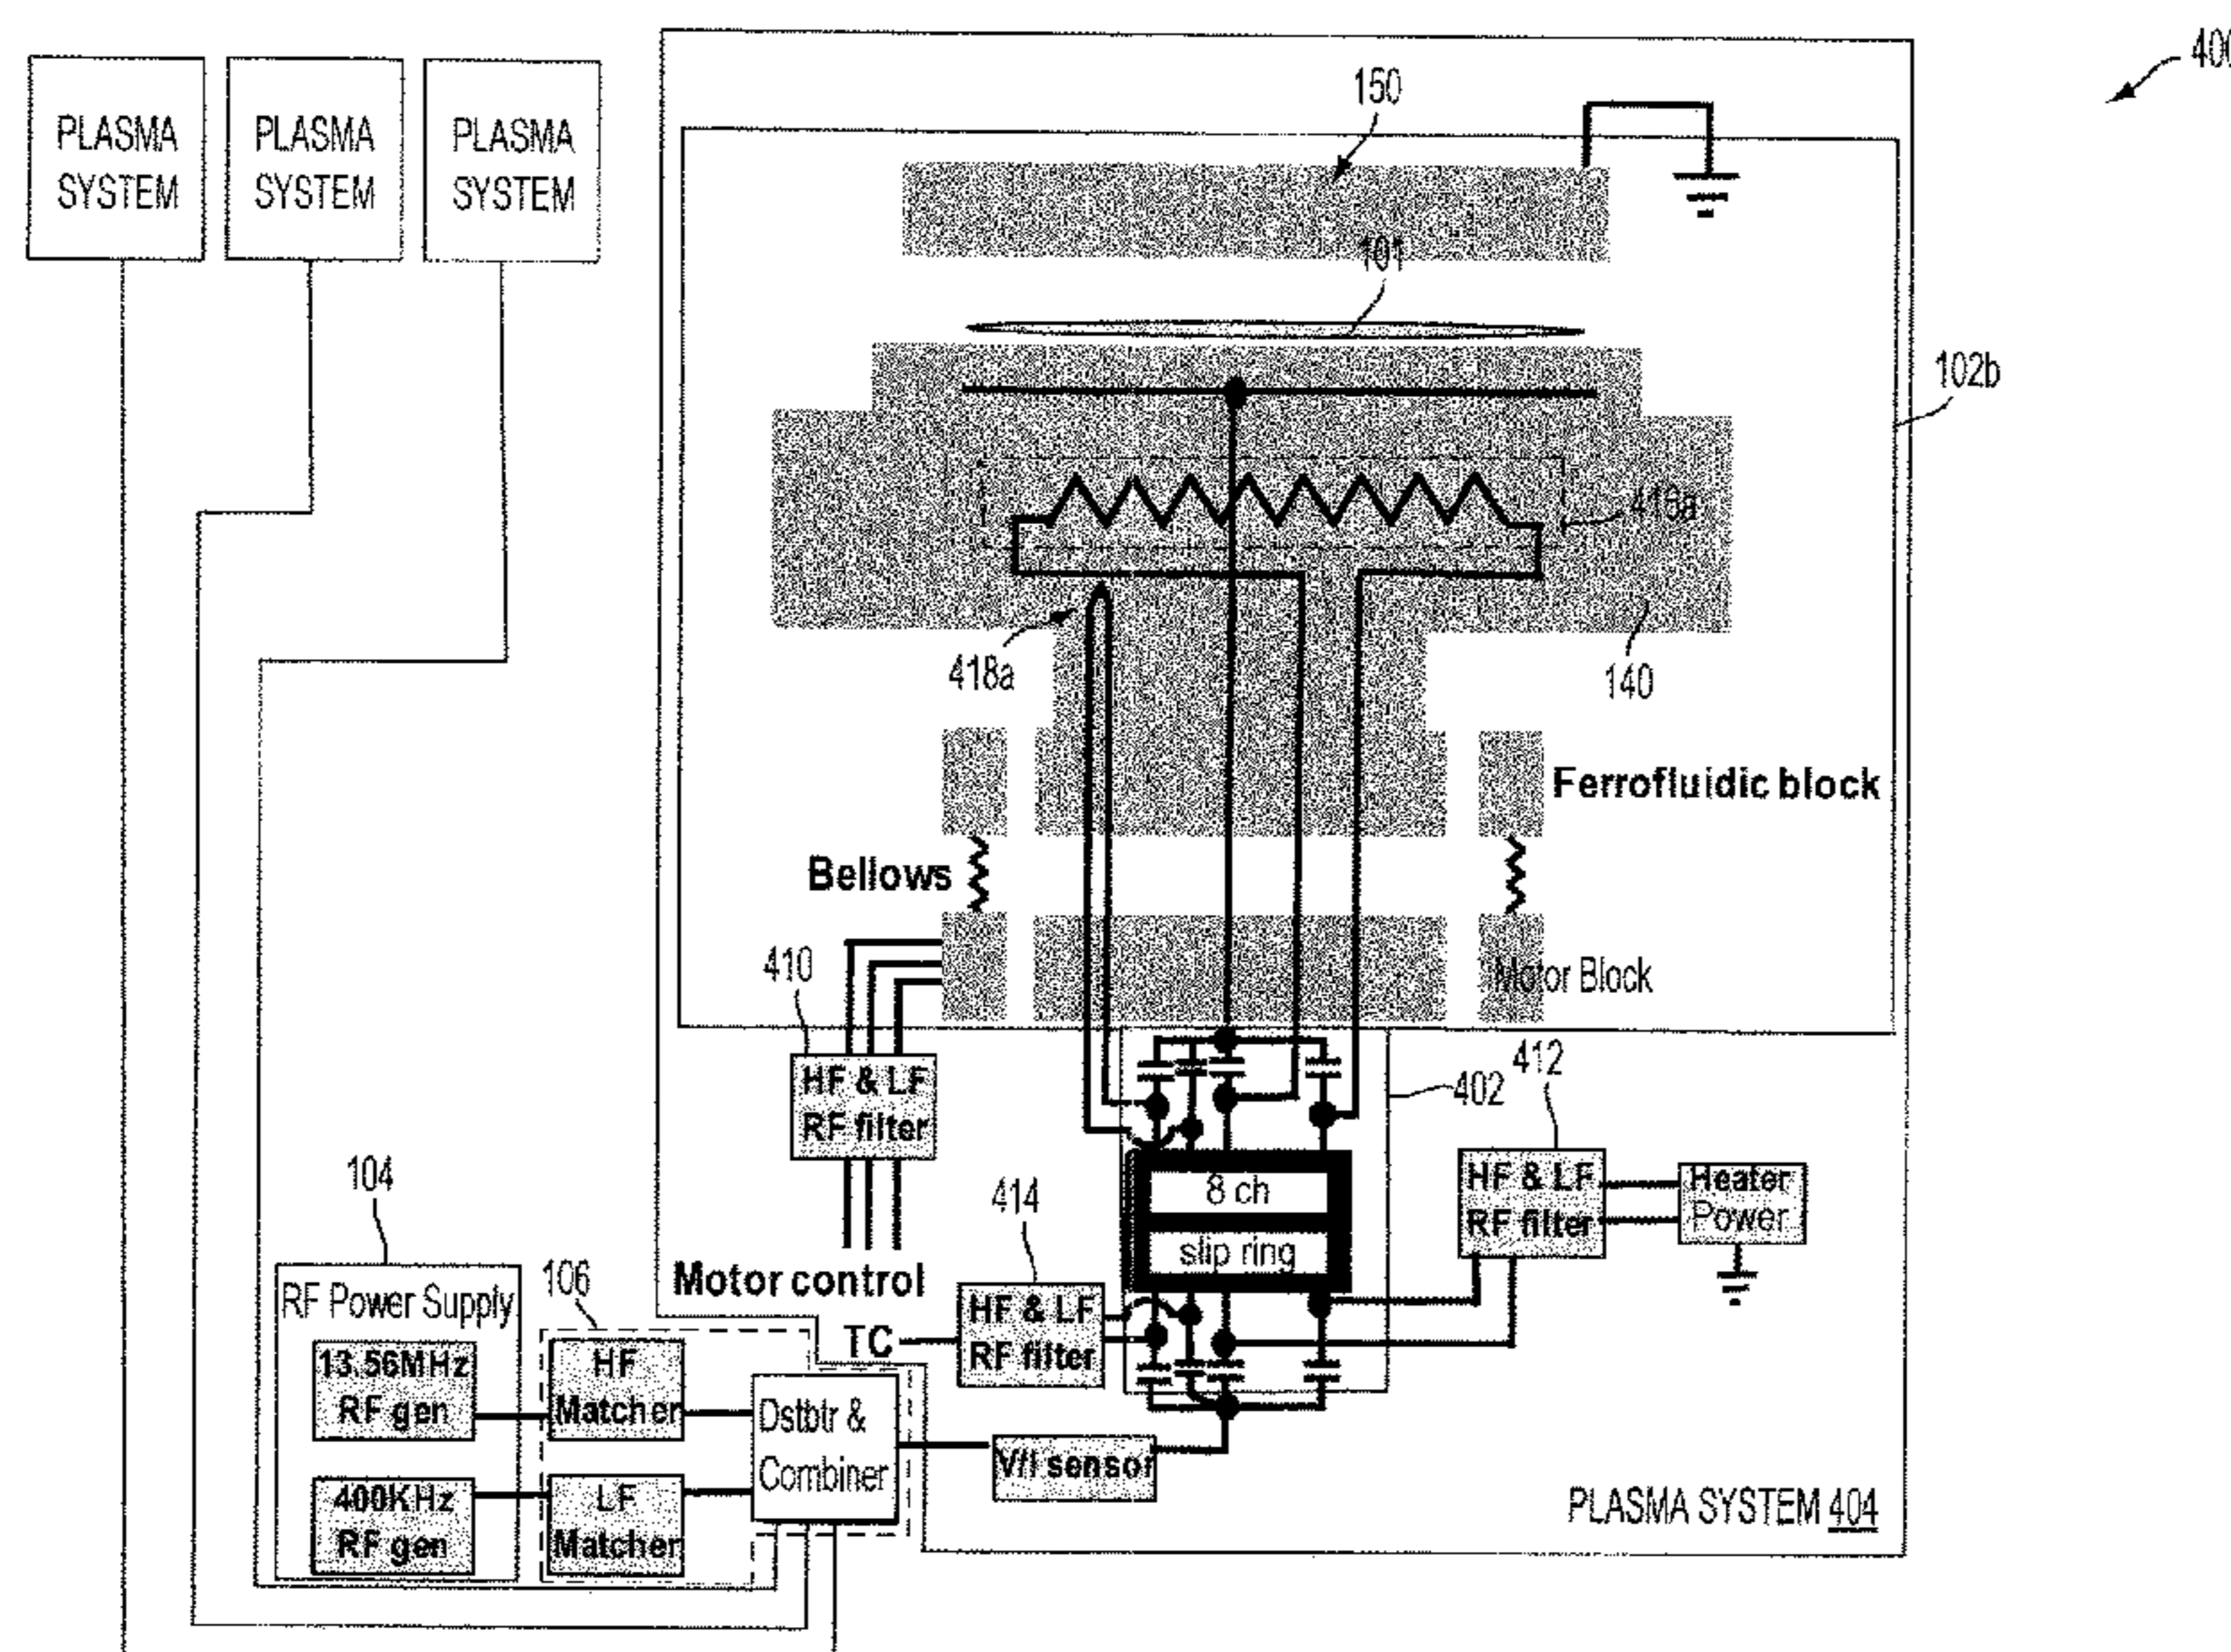 400
PLASMA
SYSTEM
PLASMA
SYSTEM
PLASMA
SYSTEM
150
101
102b
416a
418a
140
Ferrofluidic block
Bellows
Motor Block
410
HF & LF
RF filter
Motor control
402
412
HF & LF
RF filter
Heater
Power
8 ch
slip ring
414
HF & LF
RF filter
TC
104
RF Power Supply
13.56MHz
RF gen
400KHz
RF gen
106
HF
Matcher
LF
Matcher
Dstbtr &
Combiner
V/I sensor
PLASMA SYSTEM 404